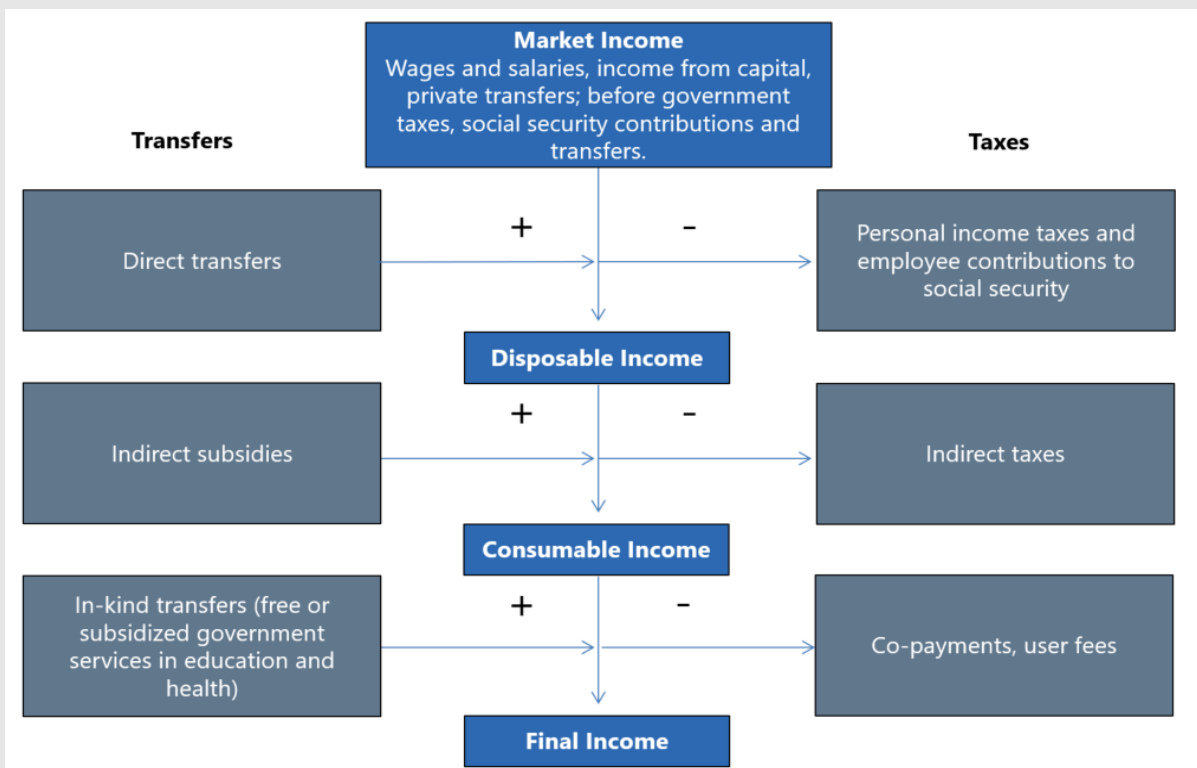 Market Income
Wages and salaries, income from capital,
private transfers; before government
taxes, social security contributions and
transfers.
Transfers
Taxes
+
-
Direct transfers
Personal income taxes and
employee contributions to
social security
Disposable Income
+
-
Indirect subsidies
Indirect taxes
Consumable Income
+
-
In-kind transfers (free or
subsidized government
services in education and
health)
Co-payments, user fees
Final Income